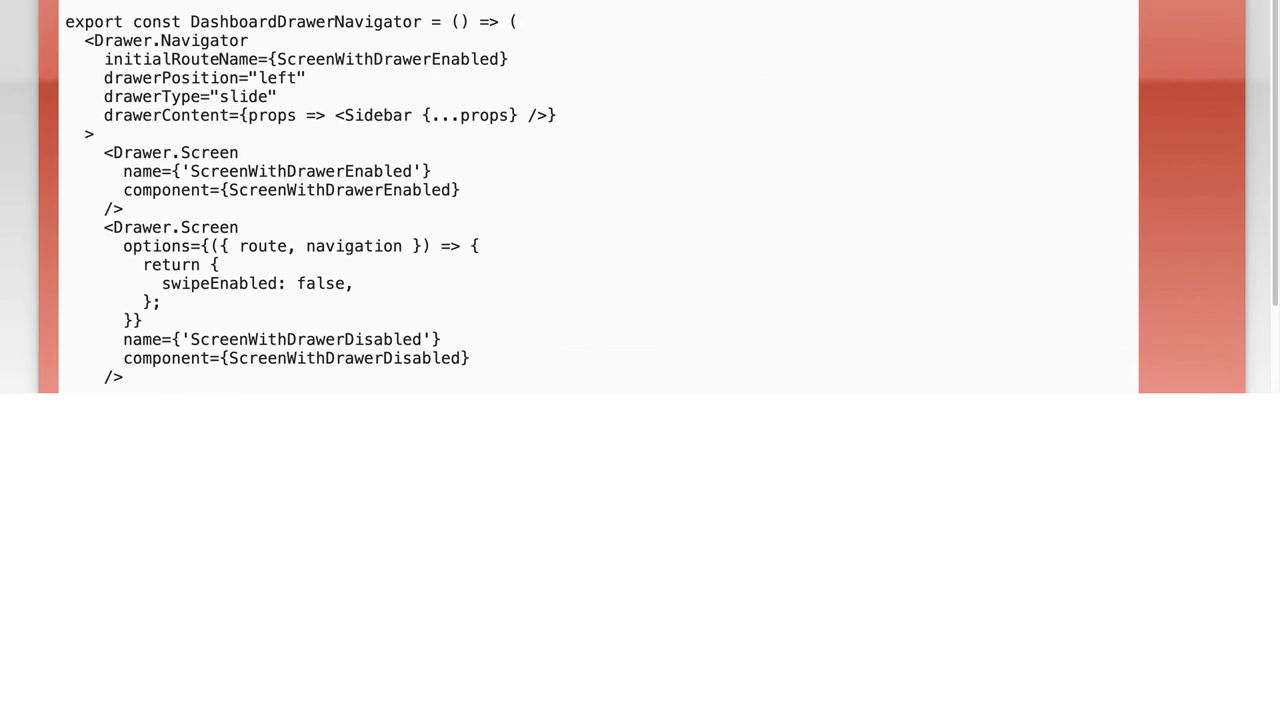 export const DashboardDrawerNavigator = () => (
  <Drawer.Navigator
    initialRouteName={ScreenWithDrawerEnabled}
    drawerPosition="left"
    drawerType="slide"
    drawerContent={props => <Sidebar {...props} />}
  >
    <Drawer.Screen
      name={'ScreenWithDrawerEnabled'}
      component={ScreenWithDrawerEnabled}
    />
    <Drawer.Screen
      options={({ route, navigation }) => {
        return {
          swipeEnabled: false,
        };
      }}
      name={'ScreenWithDrawerDisabled'}
      component={ScreenWithDrawerDisabled}
    />